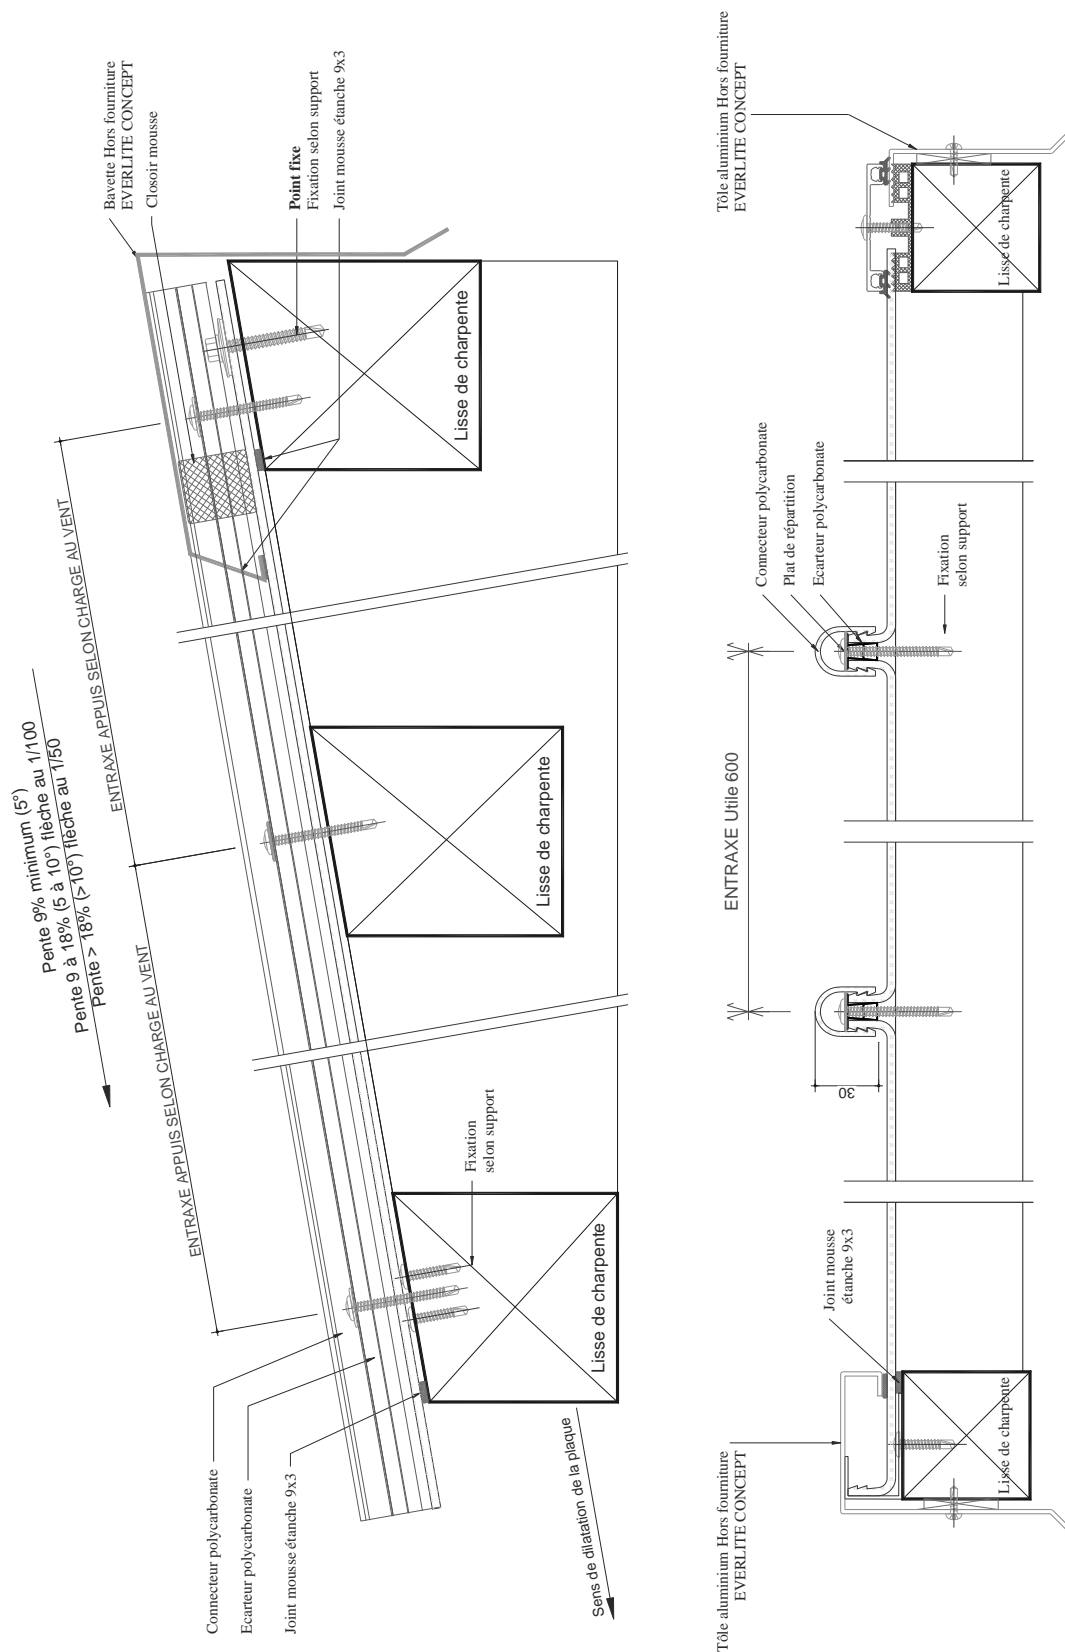 Pente 9% minimum (5°)
Pente 9 à 18% (5 à 10°) flèche au 1/100
Pente > 18% (>10°) flèche au 1/50
ENTRAXE APPUIS SELON CHARGE AU VENT
ENTRAXE APPUIS SELON CHARGE AU VENT
Bavette Hors fourniture
EVERLITE CONCEPT
Closoir mousse
Point fixe
Fixation selon support
Joint mousse étanche 9x3
Lisse de charpente
Lisse de charpente
Lisse de charpente
Fixation
selon support
Connecteur polycarbonate
Ecarteur polycarbonate
Joint mousse étanche 9x3
Sens de dilatation de la plaque
Tôle aluminium Hors fourniture
EVERLITE CONCEPT
Joint mousse
étanche 9x3
Lisse de charpente
30
ENTRAXE Utile 600
Connecteur polycarbonate
Plat de répartition
Ecarteur polycarbonate
Fixation
selon support
Tôle aluminium Hors fourniture
EVERLITE CONCEPT
Lisse de charpente